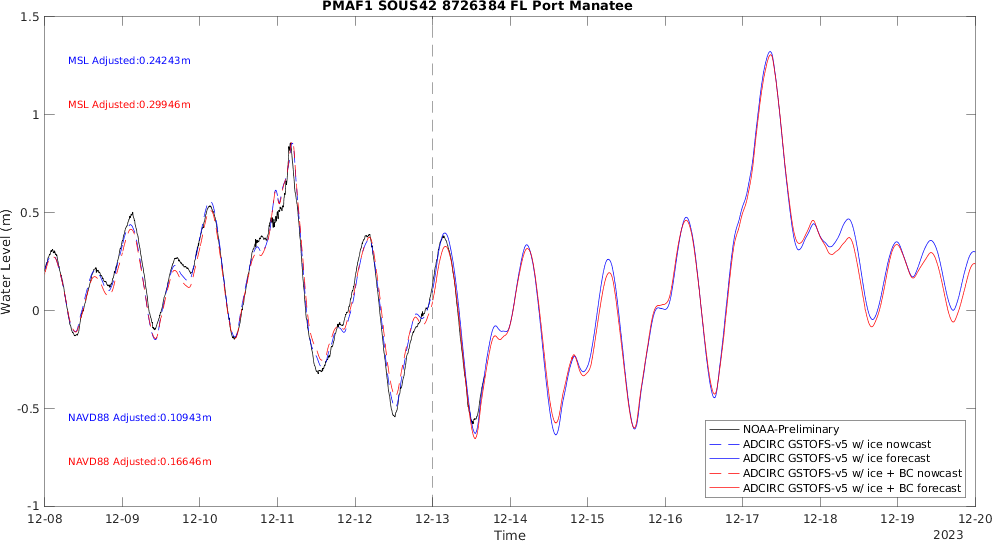 PMAF1 SOUS42 8726384 FL Port Manatee
1.5
1
0.5
0
-0.5
-1
Water Level (m)
MSL Adjusted:0.24243m
MSL Adjusted:0.29946m
NAVD88 Adjusted:0.10943m
NAVD88 Adjusted:0.16646m
NOAA-Preliminary
ADCIRC GSTOFS-v5 w/ ice nowcast
ADCIRC GSTOFS-v5 w/ ice forecast
ADCIRC GSTOFS-v5 w/ ice + BC nowcast
ADCIRC GSTOFS-v5 w/ ice + BC forecast
12-08 12-09 12-10 12-11 12-12 12-13 12-14 12-15 12-16 12-17 12-18 12-19 12-20
Time
2023